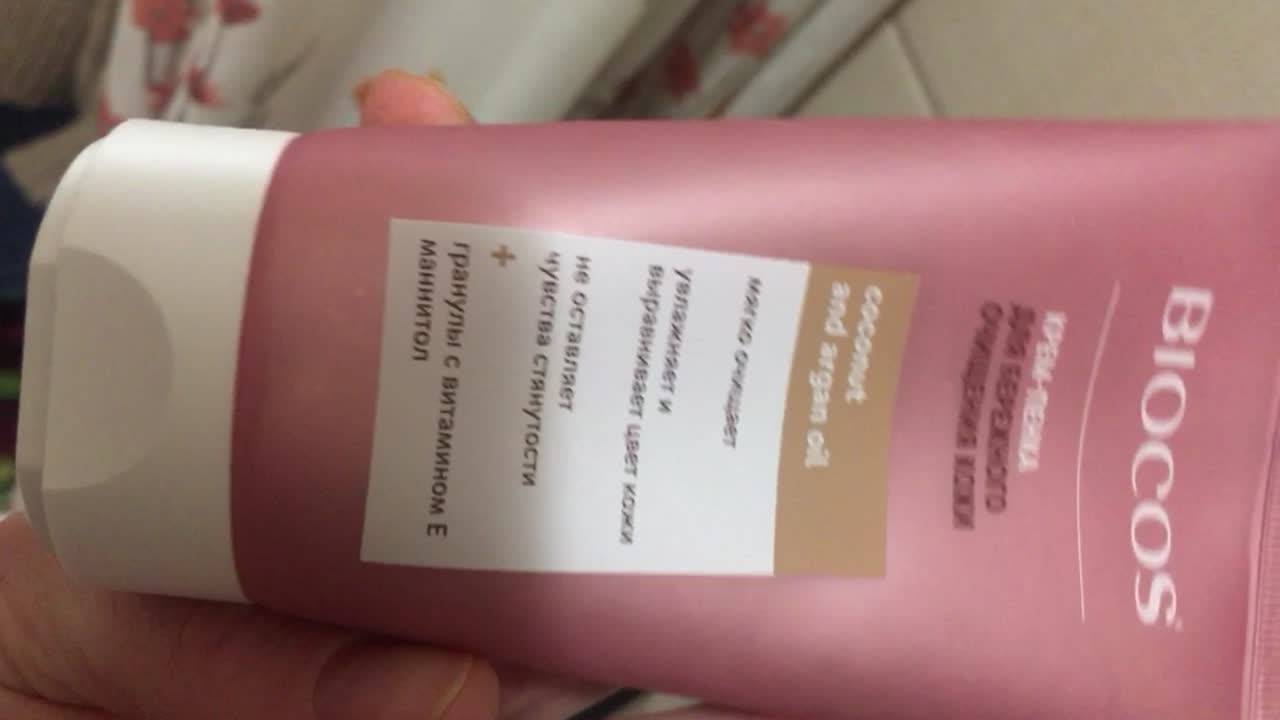 BIOCOS
КРЕМ-ПЕНКА
ДЛЯ БЕРЕЖНОГО
ОЧИЩЕНИЯ КОЖИ
coconut
and argan oil
мягко очищает
увлажняет и
выравнивает цвет кожи
не оставляет
чувства стянутости
+
гранулы с витамином Е
маннитол